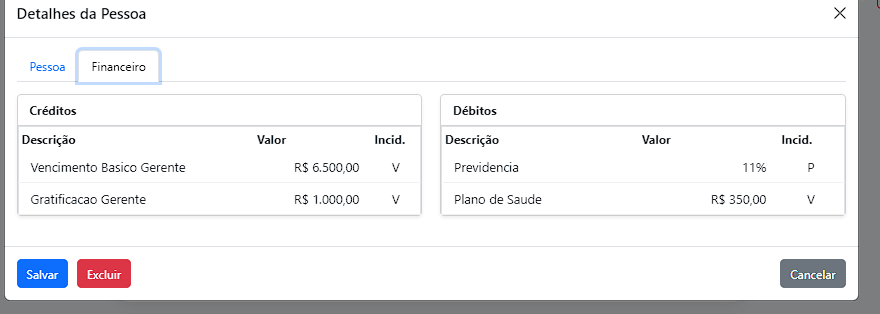 Detalhes da Pessoa
Pessoa Financeiro
Créditos
Descrição Valor Incid.
Vencimento Basico Gerente R$ 6.500,00 V
Gratificacao Gerente R$ 1.000,00 V
Débitos
Descrição Valor Incid.
Previdencia 11% P
Plano de Saude R$ 350,00 V
Salvar Excluir Cancelar